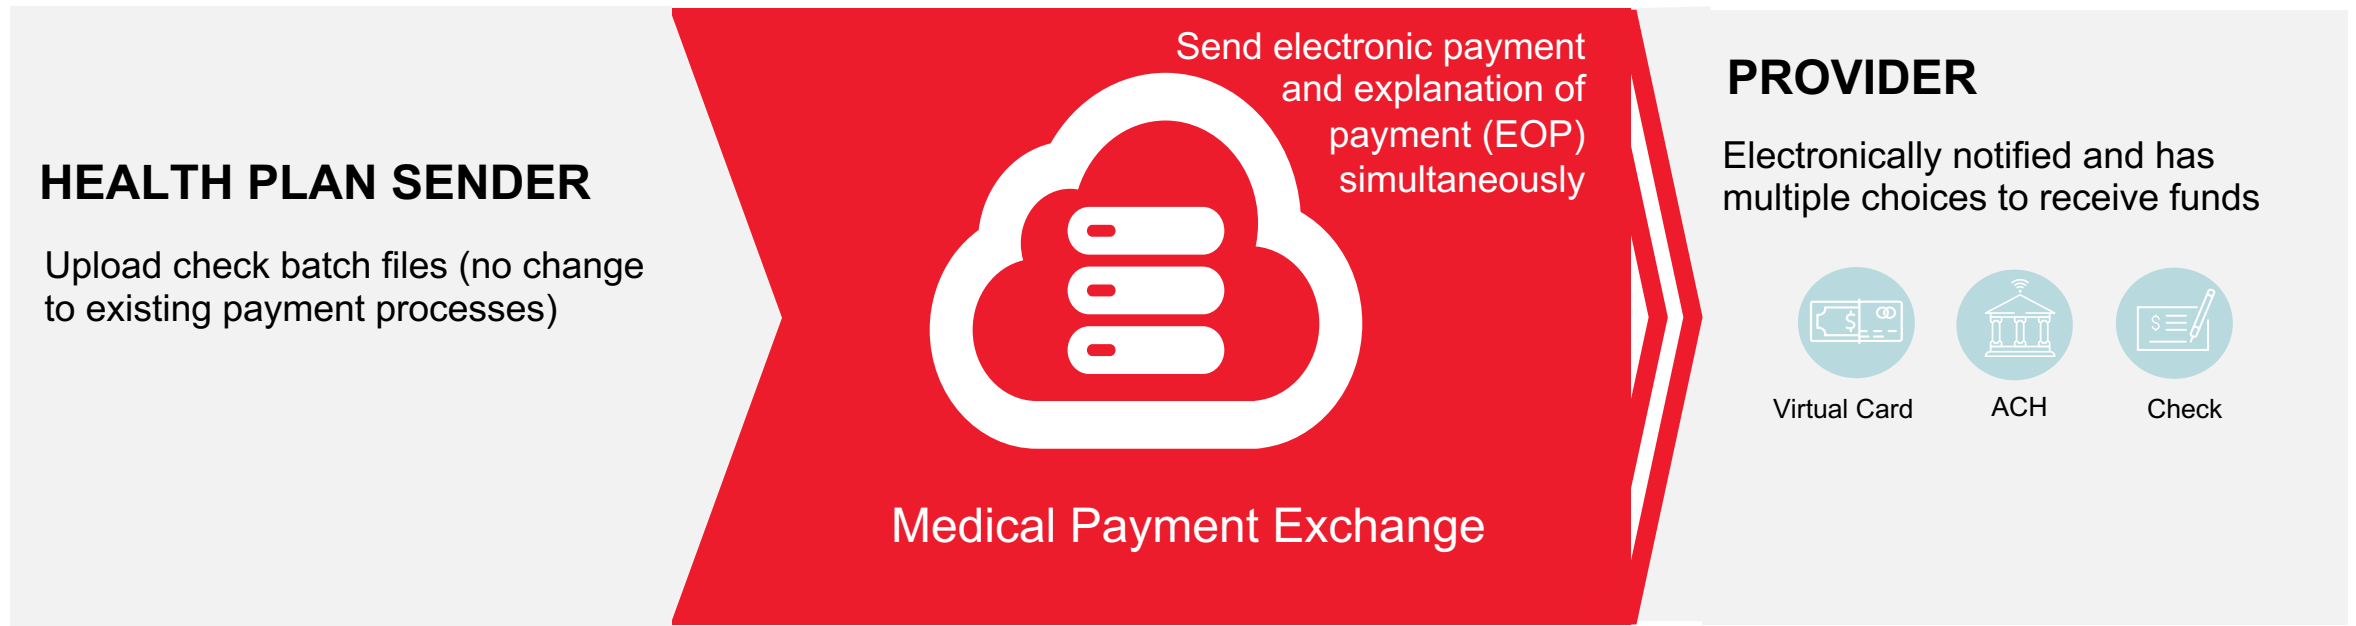 HEALTH PLAN SENDER
Upload check batch files (no change
to existing payment processes)
Send electronic payment
and explanation of
payment (EOP)
simultaneously
Medical Payment Exchange
PROVIDER
Electronically notified and has
multiple choices to receive funds
$
$
Virtual Card
ACH
Check